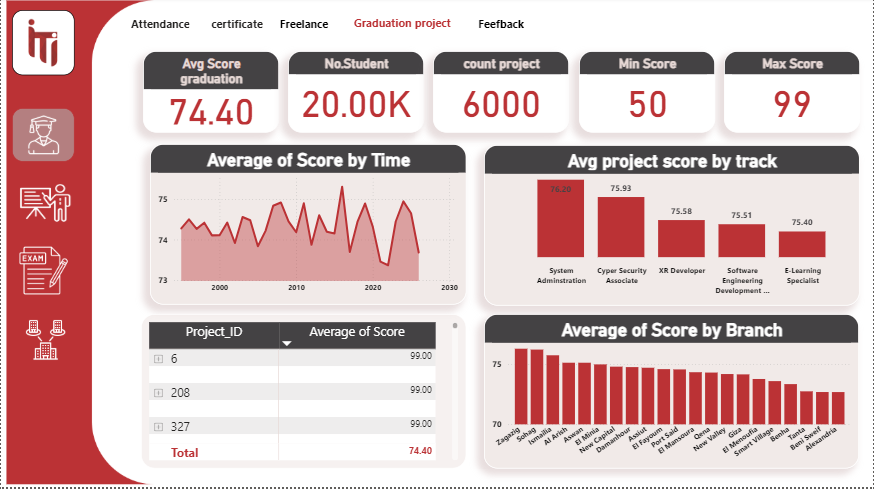 iTi
Attendance certificate Freelance Graduation project Feefback
Avg Score
graduation
74.40
No.Student
20.00K
count project
6000
Min Score
50
Max Score
99
EXAM
Average of Score by Time
75
74
73
2000 2010 2020 2030
Avg project score by track
76.20 75.93 75.58 75.51 75.40
System
Adminstration
Cyper Security
Associate
XR Developer
Software
Engineering
Development ...
E-Learning
Specialist
Project_ID Average of Score
6 99.00
208 99.00
327 99.00
Total 74.40
Average of Score by Branch
75
70
Zagazig Sohag Ismailia Al Arish Aswan El Minia New Capital Damanhour Assiut El Fayoum Port Said El Mansoura Qena New Valley Giza El Menoufia Smart Village Benha Tanta Beni Sweif Alexandria